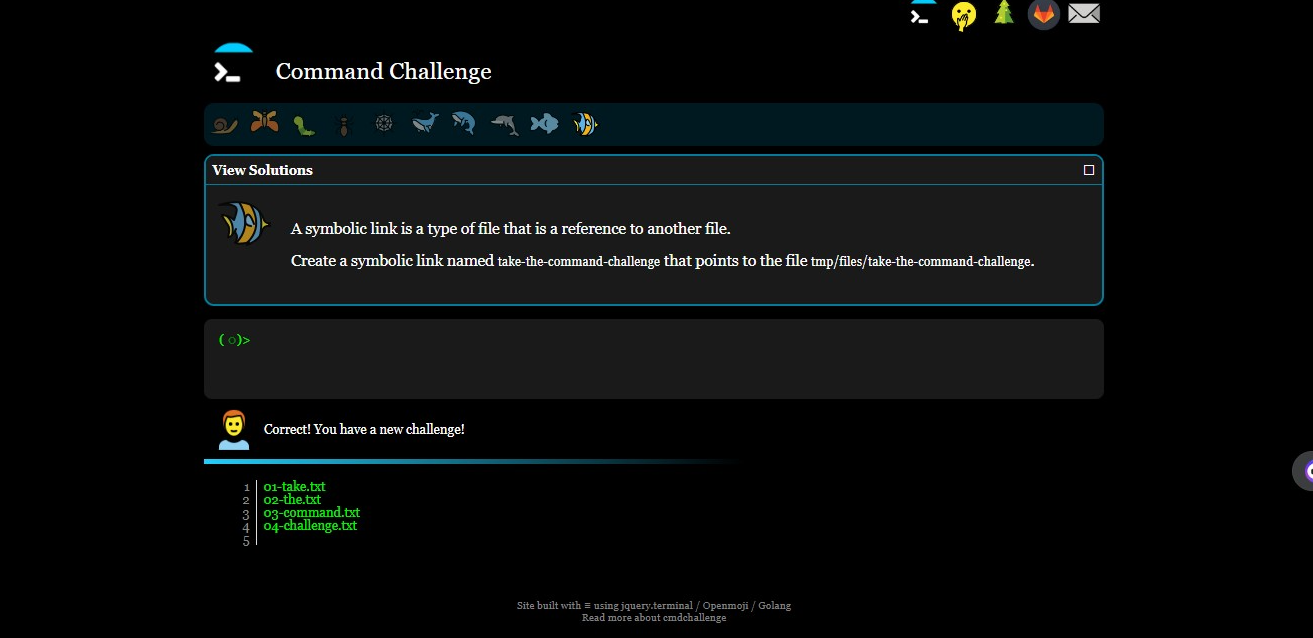 Command Challenge
View Solutions
A symbolic link is a type of file that is a reference to another file.
Create a symbolic link named take-the-command-challenge that points to the file tmp/files/take-the-command-challenge.
( ○)>
Correct! You have a new challenge!
1 01-take.txt
2 02-the.txt
3 03-command.txt
4 04-challenge.txt
5
Site built with ≡ using jquery.terminal / Openmoji / Golang
Read more about cmdchallenge